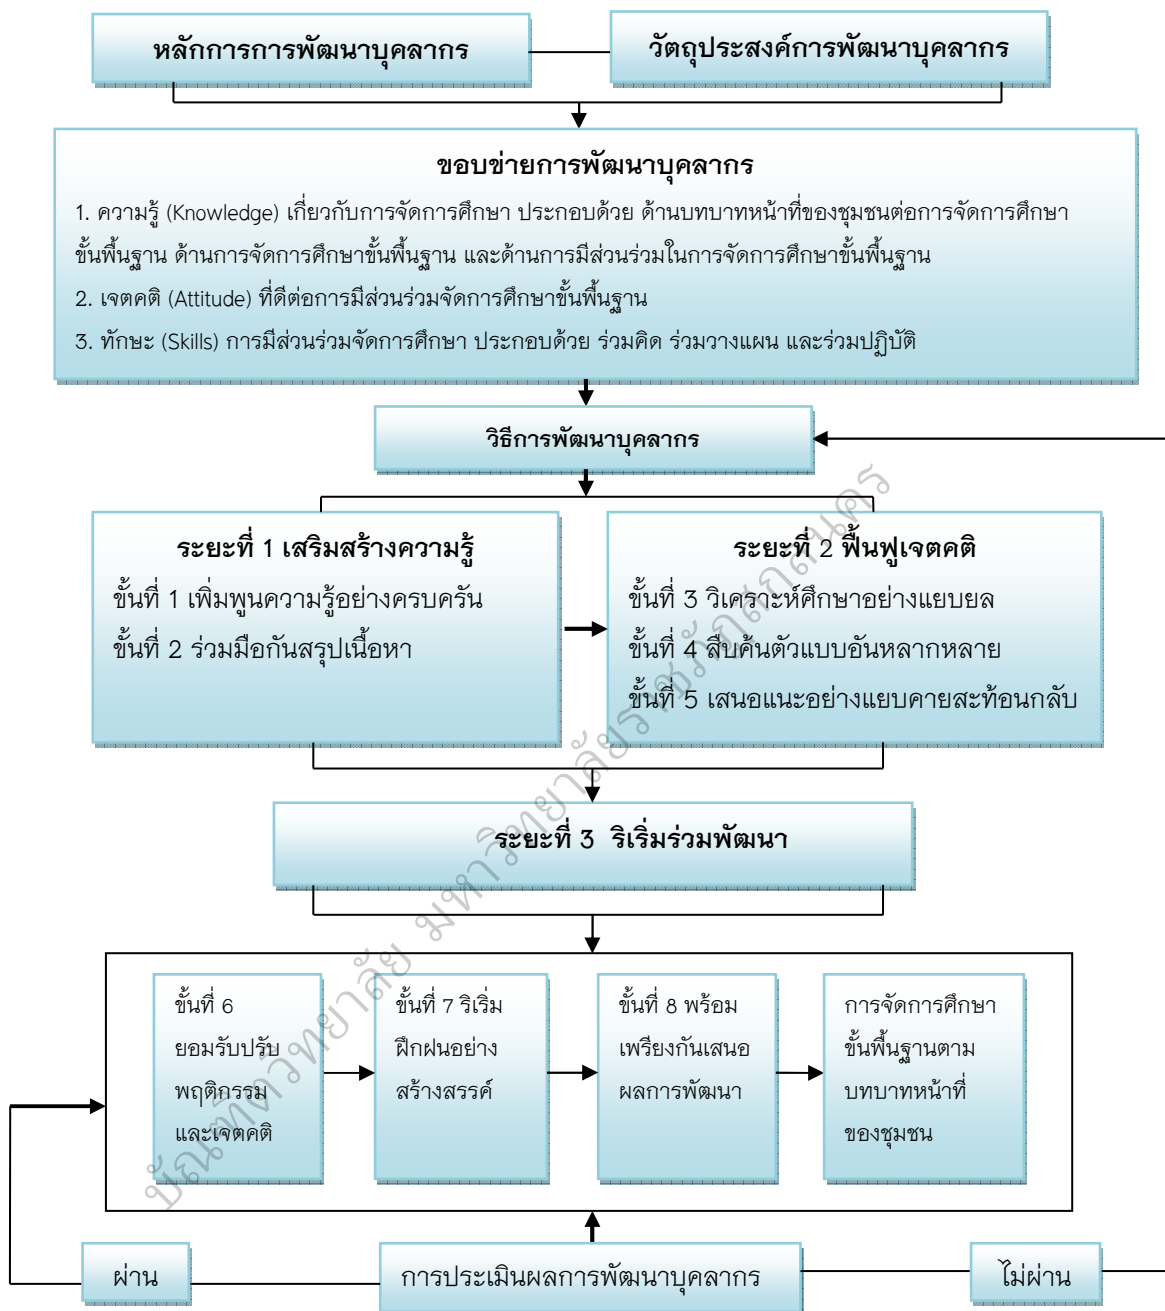 หลักการการพัฒนาบุคลากร
วัตถุประสงค์การพัฒนาบุคลากร
ขอบข่ายการพัฒนาบุคลากร
1. ความรู้ (Knowledge) เกี่ยวกับการจัดการศึกษา ประกอบด้วย ด้านบทบาทหน้าที่ของชุมชนต่อการจัดการศึกษา
ขั้นพื้นฐาน ด้านการจัดการศึกษาขั้นพื้นฐาน และด้านการมีส่วนร่วมในการจัดการศึกษาขั้นพื้นฐาน
2. เจตคติ (Attitude) ที่ดีต่อการมีส่วนร่วมจัดการศึกษาขั้นพื้นฐาน
3. ทักษะ (Skills) การมีส่วนร่วมจัดการศึกษา ประกอบด้วย ร่วมคิด ร่วมวางแผน และร่วมปฏิบัติ
วิธีการพัฒนาบุคลากร
ระยะที่ 1 เสริมสร้างความรู้
ขั้นที่ 1 เพิ่มพูนความรู้อย่างครบครัน
ขั้นที่ 2 ร่วมมือกันสรุปเนื้อหา
ระยะที่ 2 ฟื้นฟูเจตคติ
ขั้นที่ 3 วิเคราะห์ศึกษาอย่างแยบยล
ขั้นที่ 4 สืบค้นตัวแบบอันหลากหลาย
ขั้นที่ 5 เสนอแนะอย่างแยบคายสะท้อนกลับ
ระยะที่ 3 ริเริ่มร่วมพัฒนา
ขั้นที่ 6
ยอมรับปรับ
พฤติกรรม
และเจตคติ
ขั้นที่ 7 ริเริ่ม
ฝึกฝนอย่าง
สร้างสรรค์
ขั้นที่ 8 พร้อม
เพรียงกันเสนอ
ผลการพัฒนา
การจัดการศึกษา
ขั้นพื้นฐานตาม
บทบาทหน้าที่
ของชุมชน
ผ่าน
การประเมินผลการพัฒนาบุคลากร
ไม่ผ่าน
บัณฑิตวิทยาลัย มหาวิทยาลัยราชภัฏสกลนคร